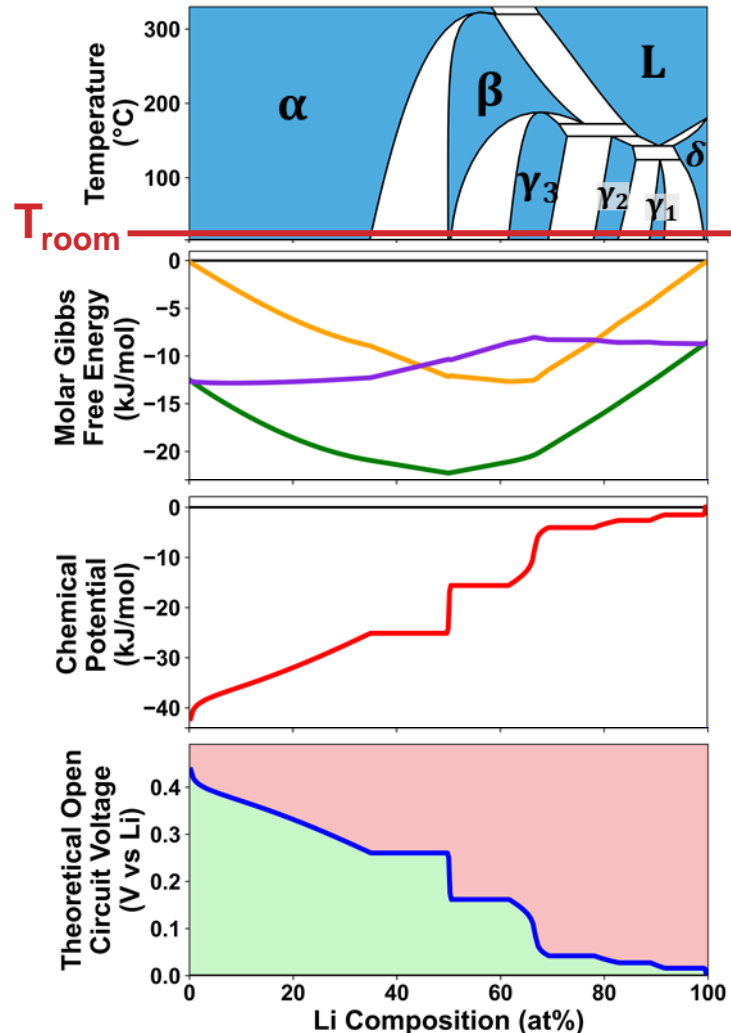 300
200
100
Temperature
(°C)
α
β
L
δ
γ₃
γ₂
γ₁
T_room
0
−5
−10
−15
−20
Molar Gibbs
Free Energy
(kJ/mol)
0
−10
−20
−30
−40
Chemical
Potential
(kJ/mol)
0.4
0.3
0.2
0.1
0.0
Theoretical Open
Circuit Voltage
(V vs Li)
0 20 40 60 80 100
Li Composition (at%)